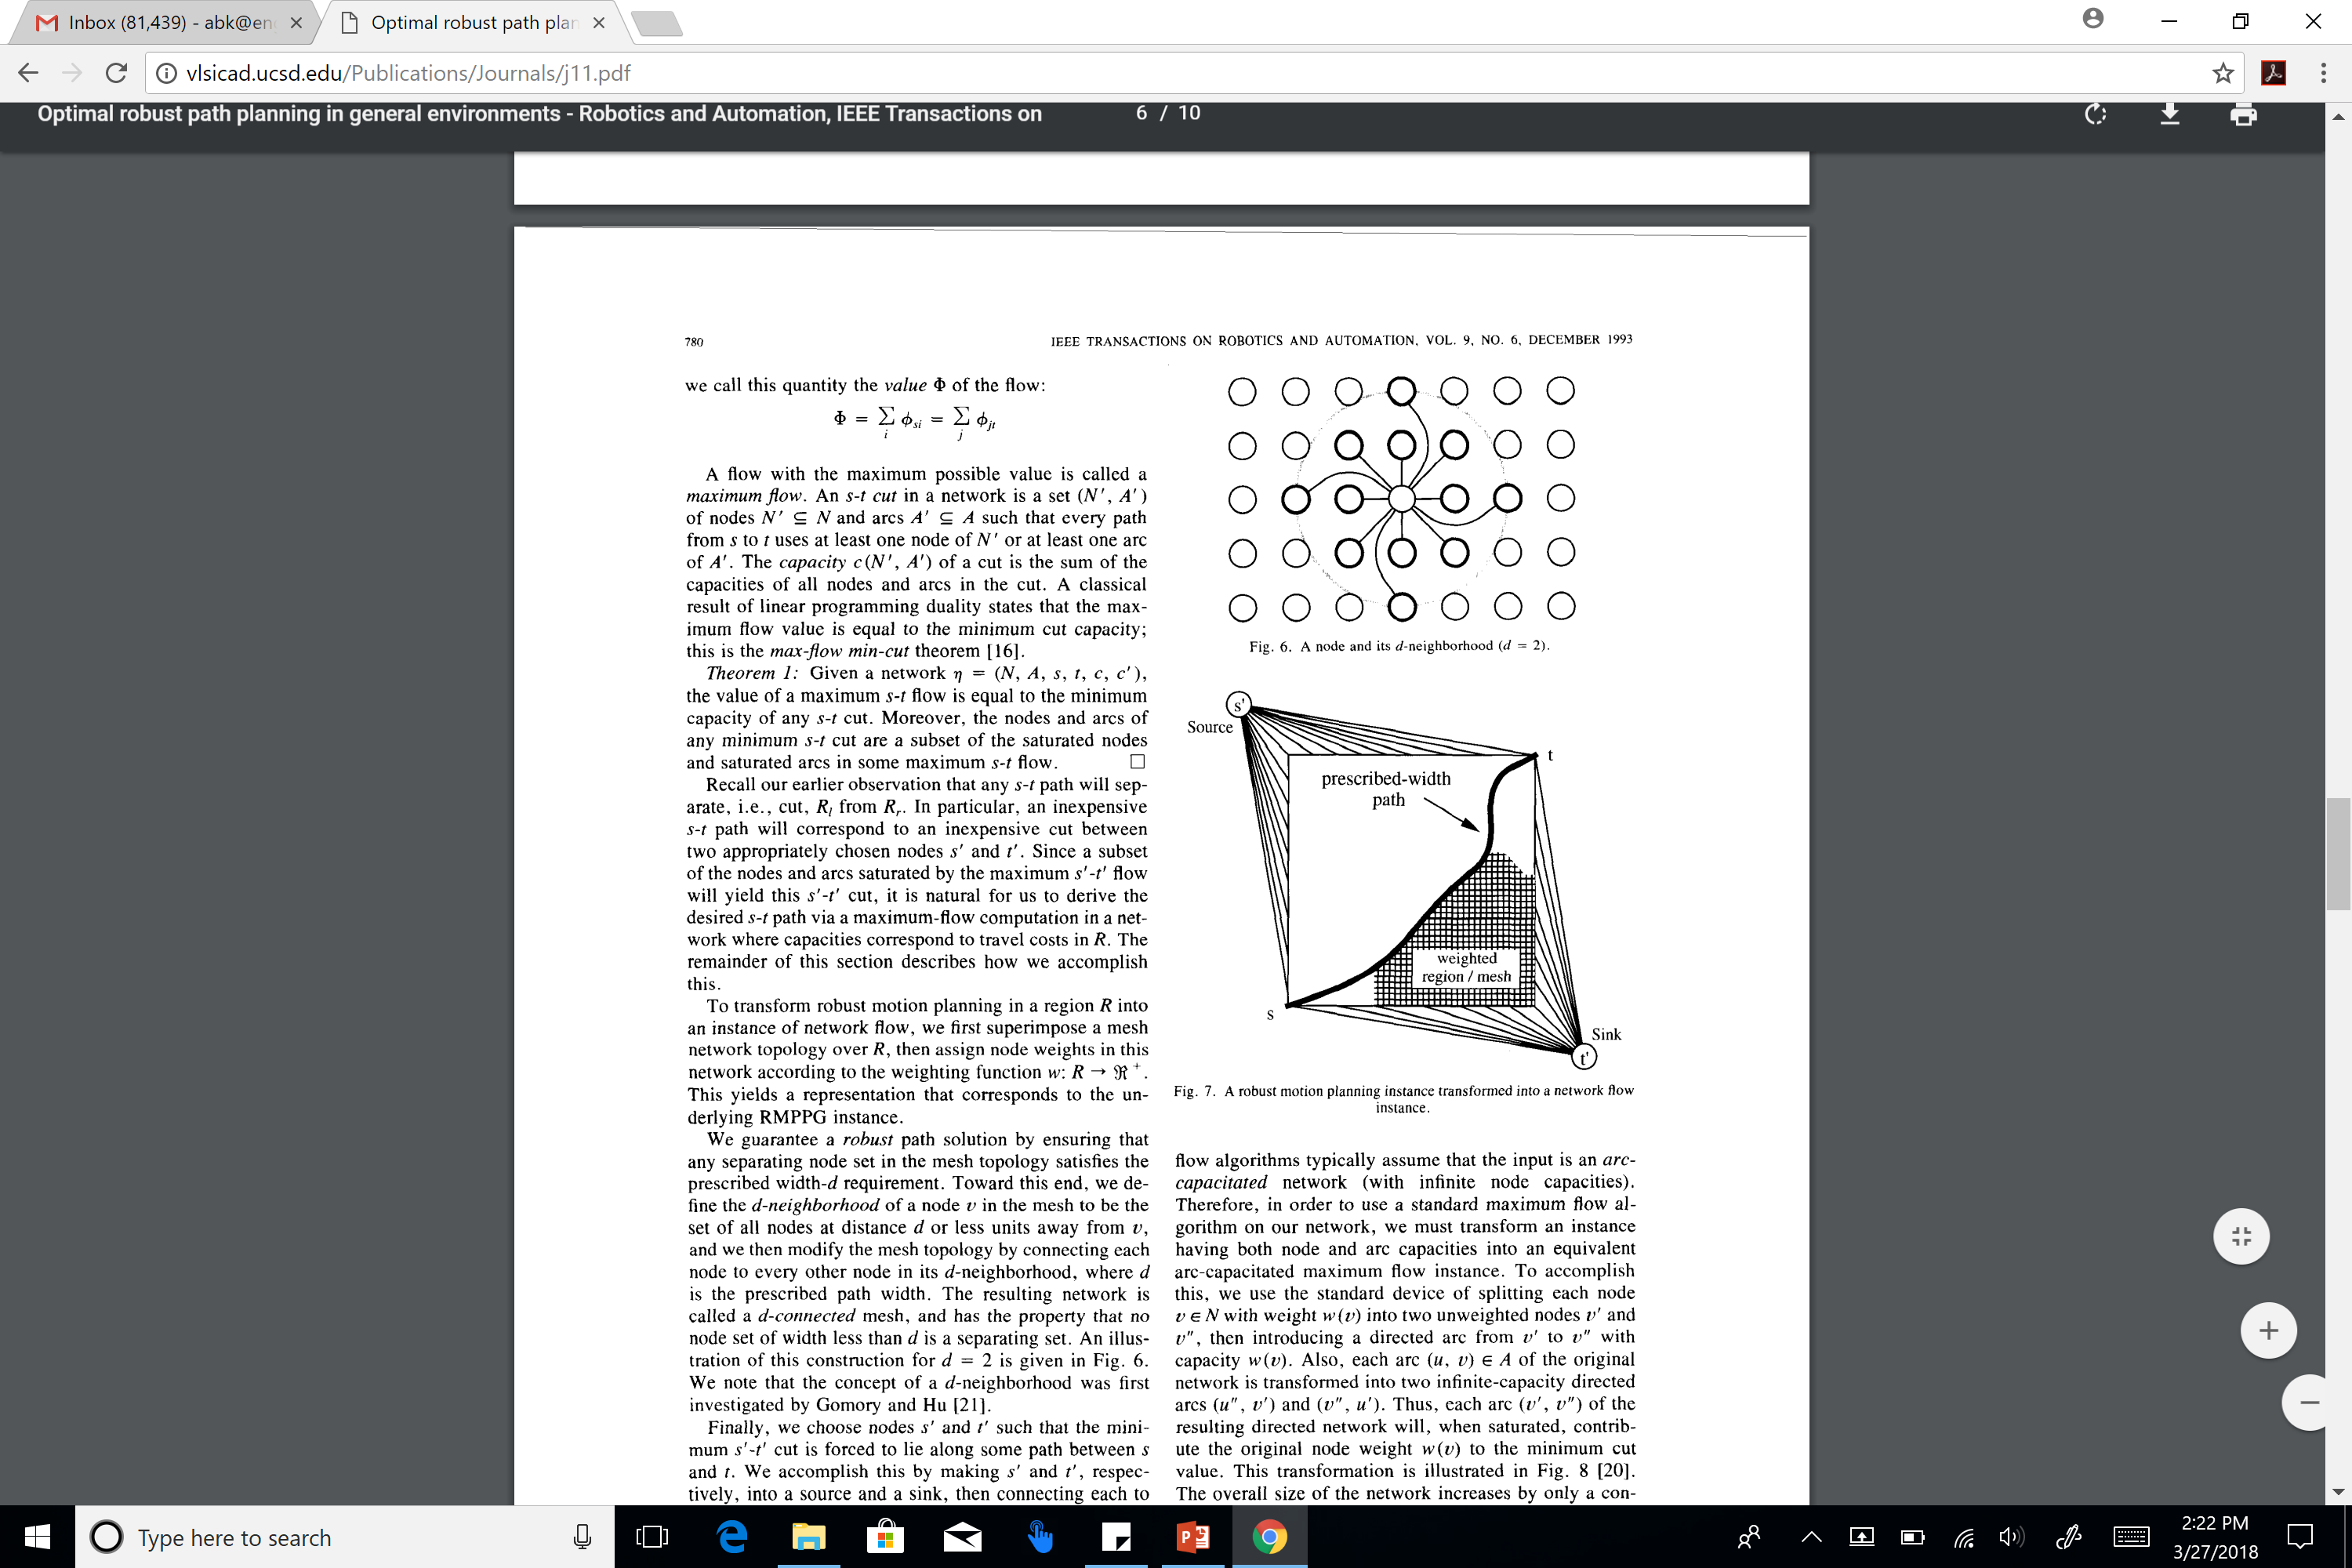 Inbox (81,439) - abk@en
Optimal robust path plan
vlsicad.ucsd.edu/Publications/Journals/j11.pdf
Optimal robust path planning in general environments - Robotics and Automation, IEEE Transactions on
6 / 10
780
IEEE TRANSACTIONS ON ROBOTICS AND AUTOMATION, VOL. 9, NO. 6, DECEMBER 1993
we call this quantity the value Φ of the flow:
Φ = ∑ ϕsi = ∑ ϕjt
i j
A flow with the maximum possible value is called a
maximum flow. An s-t cut in a network is a set (N′, A′)
of nodes N′ ⊆ N and arcs A′ ⊆ A such that every path
from s to t uses at least one node of N′ or at least one arc
of A′. The capacity c(N′, A′) of a cut is the sum of the
capacities of all nodes and arcs in the cut. A classical
result of linear programming duality states that the max-
imum flow value is equal to the minimum cut capacity;
this is the max-flow min-cut theorem [16].
Theorem 1: Given a network η = (N, A, s, t, c, c′),
the value of a maximum s-t flow is equal to the minimum
capacity of any s-t cut. Moreover, the nodes and arcs of
any minimum s-t cut are a subset of the saturated nodes
and saturated arcs in some maximum s-t flow. □
Recall our earlier observation that any s-t path will sep-
arate, i.e., cut, Rl from Rr. In particular, an inexpensive
s-t path will correspond to an inexpensive cut between
two appropriately chosen nodes s′ and t′. Since a subset
of the nodes and arcs saturated by the maximum s′-t′ flow
will yield this s′-t′ cut, it is natural for us to derive the
desired s-t path via a maximum-flow computation in a net-
work where capacities correspond to travel costs in R. The
remainder of this section describes how we accomplish
this.
To transform robust motion planning in a region R into
an instance of network flow, we first superimpose a mesh
network topology over R, then assign node weights in this
network according to the weighting function w: R → ℜ⁺.
This yields a representation that corresponds to the un-
derlying RMPPG instance.
We guarantee a robust path solution by ensuring that
any separating node set in the mesh topology satisfies the
prescribed width-d requirement. Toward this end, we de-
fine the d-neighborhood of a node v in the mesh to be the
set of all nodes at distance d or less units away from v,
and we then modify the mesh topology by connecting each
node to every other node in its d-neighborhood, where d
is the prescribed path width. The resulting network is
called a d-connected mesh, and has the property that no
node set of width less than d is a separating set. An illus-
tration of this construction for d = 2 is given in Fig. 6.
We note that the concept of a d-neighborhood was first
investigated by Gomory and Hu [21].
Finally, we choose nodes s′ and t′ such that the mini-
mum s′-t′ cut is forced to lie along some path between s
and t. We accomplish this by making s′ and t′, respec-
tively, into a source and a sink, then connecting each to
Fig. 6. A node and its d-neighborhood (d = 2).
s'
Source
t
prescribed-width
path
weighted
region / mesh
s
Sink
t'
Fig. 7. A robust motion planning instance transformed into a network flow
instance.
flow algorithms typically assume that the input is an arc-
capacitated network (with infinite node capacities).
Therefore, in order to use a standard maximum flow al-
gorithm on our network, we must transform an instance
having both node and arc capacities into an equivalent
arc-capacitated maximum flow instance. To accomplish
this, we use the standard device of splitting each node
v ∈ N with weight w(v) into two unweighted nodes v′ and
v″, then introducing a directed arc from v′ to v″ with
capacity w(v). Also, each arc (u, v) ∈ A of the original
network is transformed into two infinite-capacity directed
arcs (u″, v′) and (v″, u′). Thus, each arc (v′, v″) of the
resulting directed network will, when saturated, contrib-
ute the original node weight w(v) to the minimum cut
value. This transformation is illustrated in Fig. 8 [20].
The overall size of the network increases by only a con-
Type here to search
2:22 PM
3/27/2018